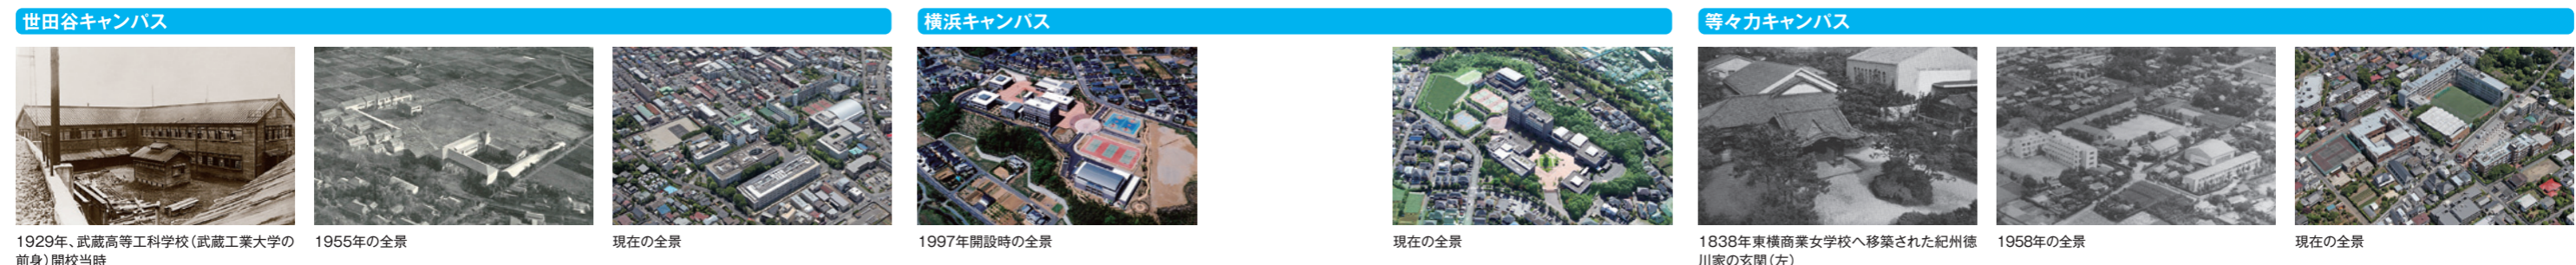 世田谷キャンパス
1929年、武蔵高等工科学校（武蔵工業大学の
前身）開校当時
1955年の全景
現在の全景
横浜キャンパス
1997年開設時の全景
現在の全景
等々力キャンパス
1838年東横商業女学校へ移築された紀州徳
川家の玄関（左）
1958年の全景
現在の全景